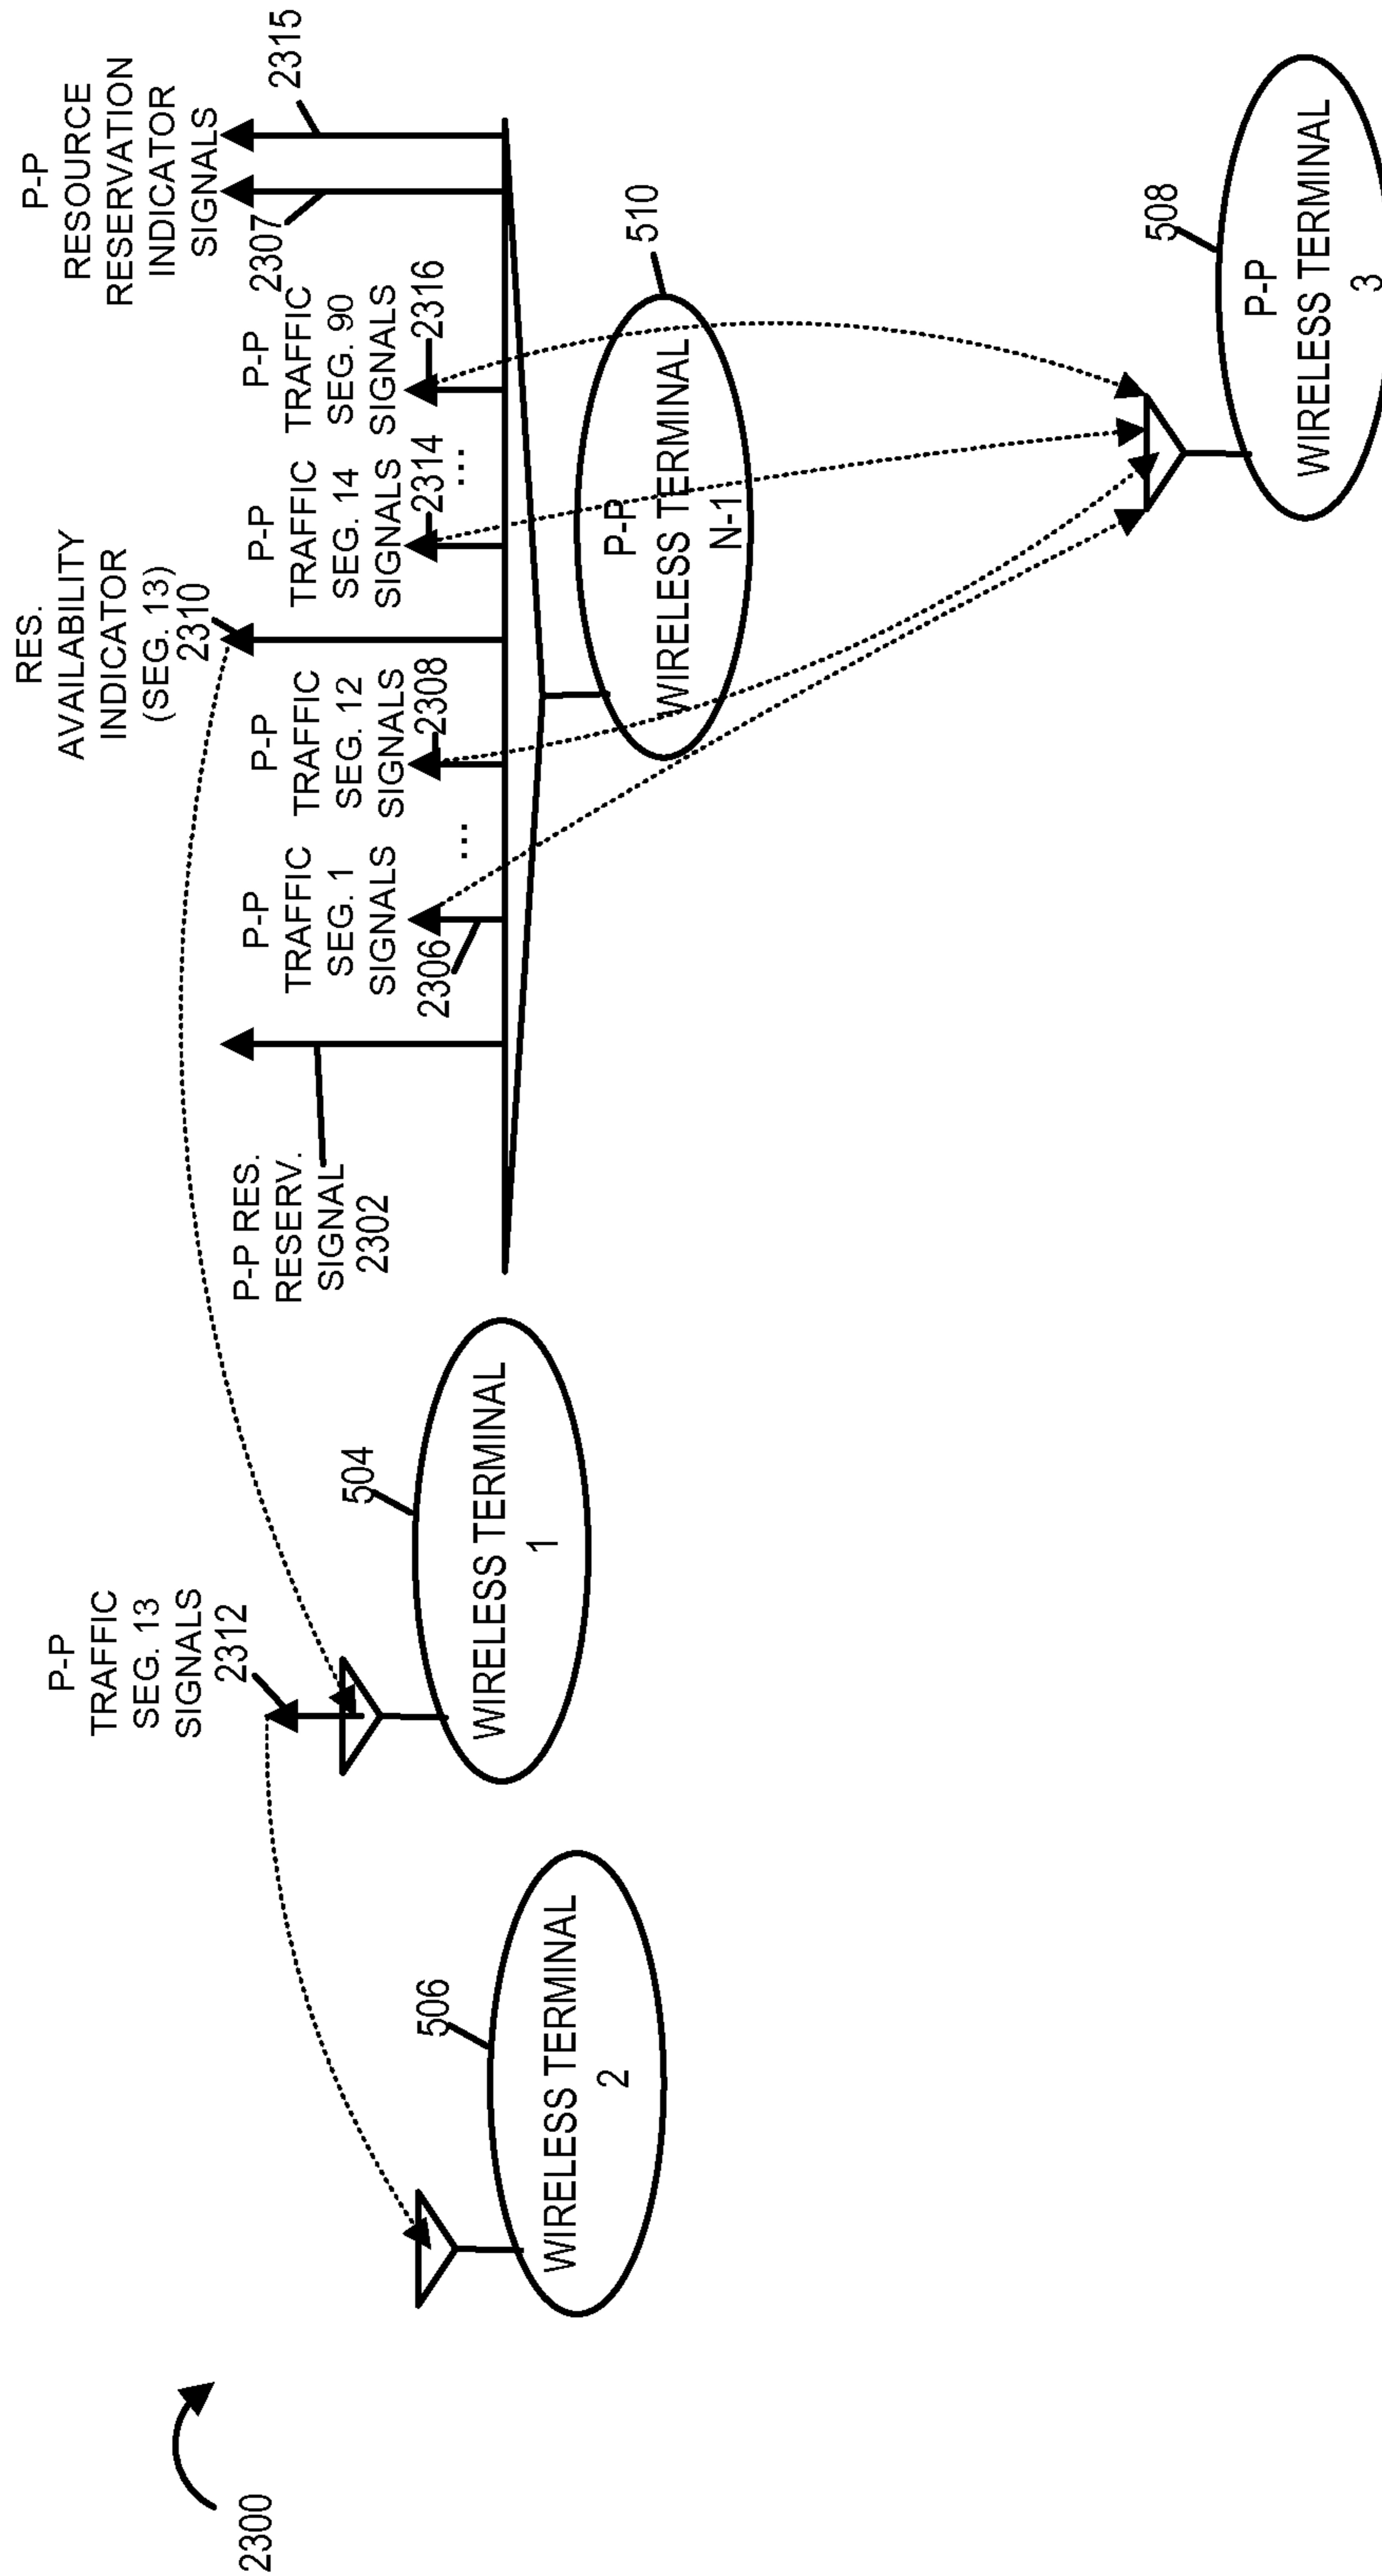 2300
P-P
TRAFFIC
SEG. 13
SIGNALS
2312
506
WIRELESS TERMINAL
2
504
WIRELESS TERMINAL
1
P-P RES.
RESERV.
SIGNAL
2302
P-P
TRAFFIC
SEG. 1
SIGNALS
2306
...
P-P
TRAFFIC
SEG. 12
SIGNALS
2308
RES.
AVAILABILITY
INDICATOR
(SEG. 13)
2310
P-P
TRAFFIC
SEG. 14
SIGNALS
2314
...
P-P
TRAFFIC
SEG. 90
SIGNALS
2316
P-P
RESOURCE
RESERVATION
INDICATOR
SIGNALS
2307
2315
510
P-P
WIRELESS TERMINAL
N-1
508
P-P
WIRELESS TERMINAL
3